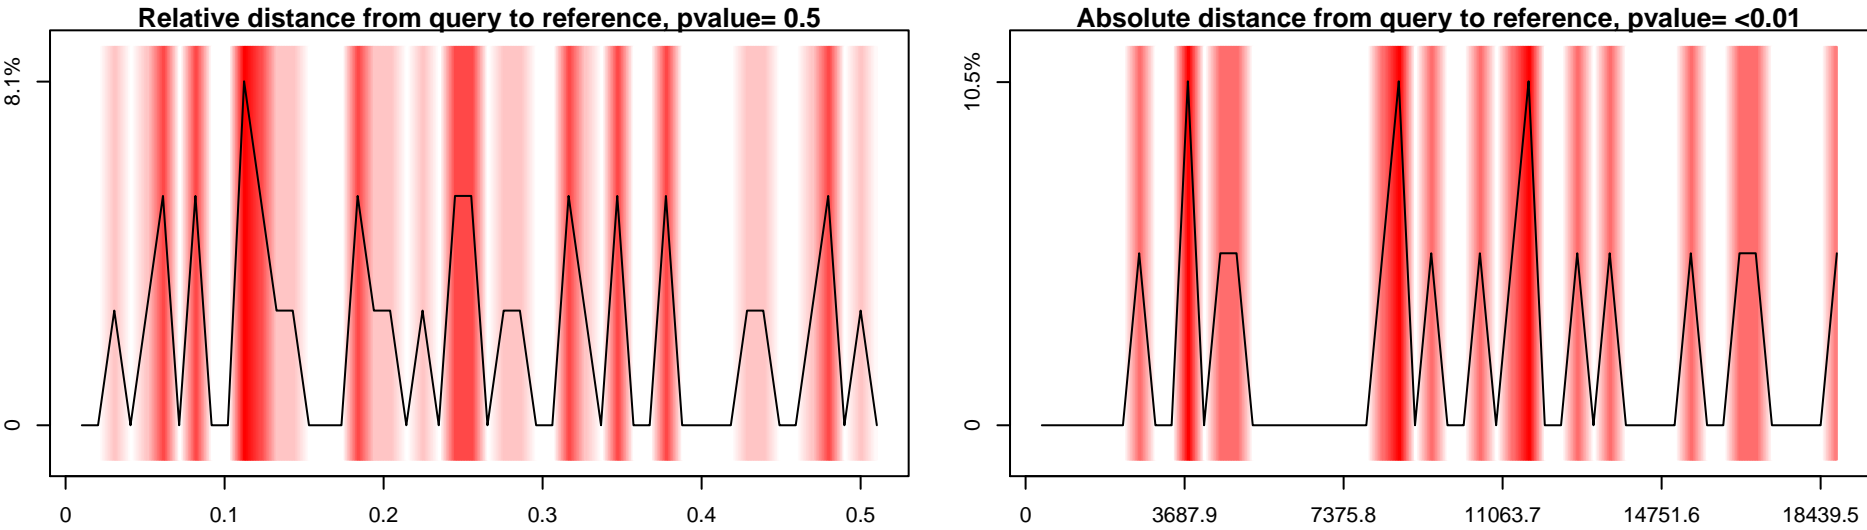 Relative distance from query to reference, pvalue= 0.5
8.1%
0
0 0.1 0.2 0.3 0.4 0.5
Absolute distance from query to reference, pvalue= <0.01
10.5%
0
0 3687.9 7375.8 11063.7 14751.6 18439.5